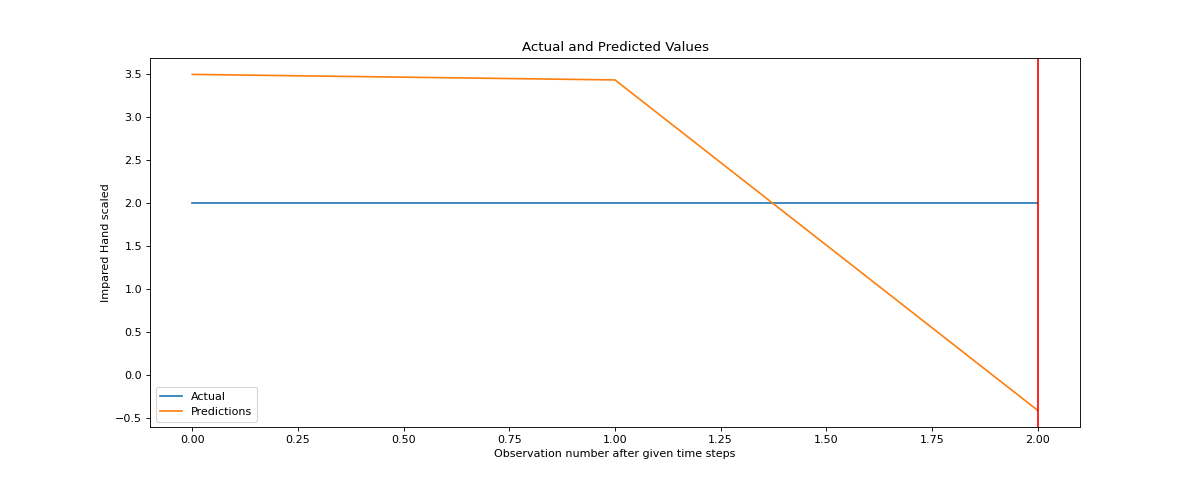 Actual and Predicted Values
3.5
3.0
2.5
2.0
1.5
1.0
0.5
0.0
−0.5
Impared Hand scaled
Actual
Predictions
0.00 0.25 0.50 0.75 1.00 1.25 1.50 1.75 2.00
Observation number after given time steps